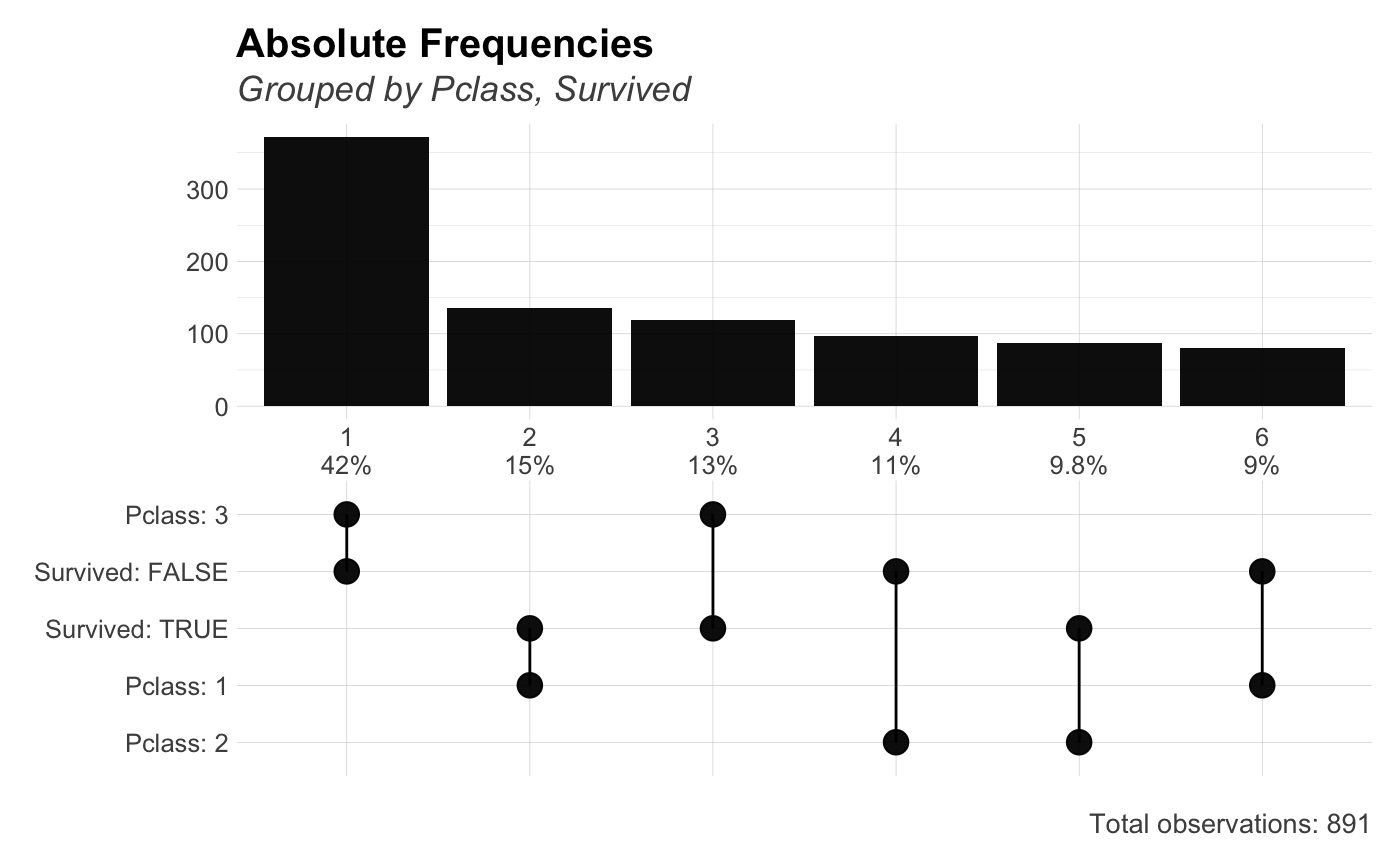 Absolute Frequencies
Grouped by Pclass, Survived
300
200
100
0
1 2 3 4 5 6
42% 15% 13% 11% 9.8% 9%
Pclass: 3
Survived: FALSE
Survived: TRUE
Pclass: 1
Pclass: 2
Total observations: 891